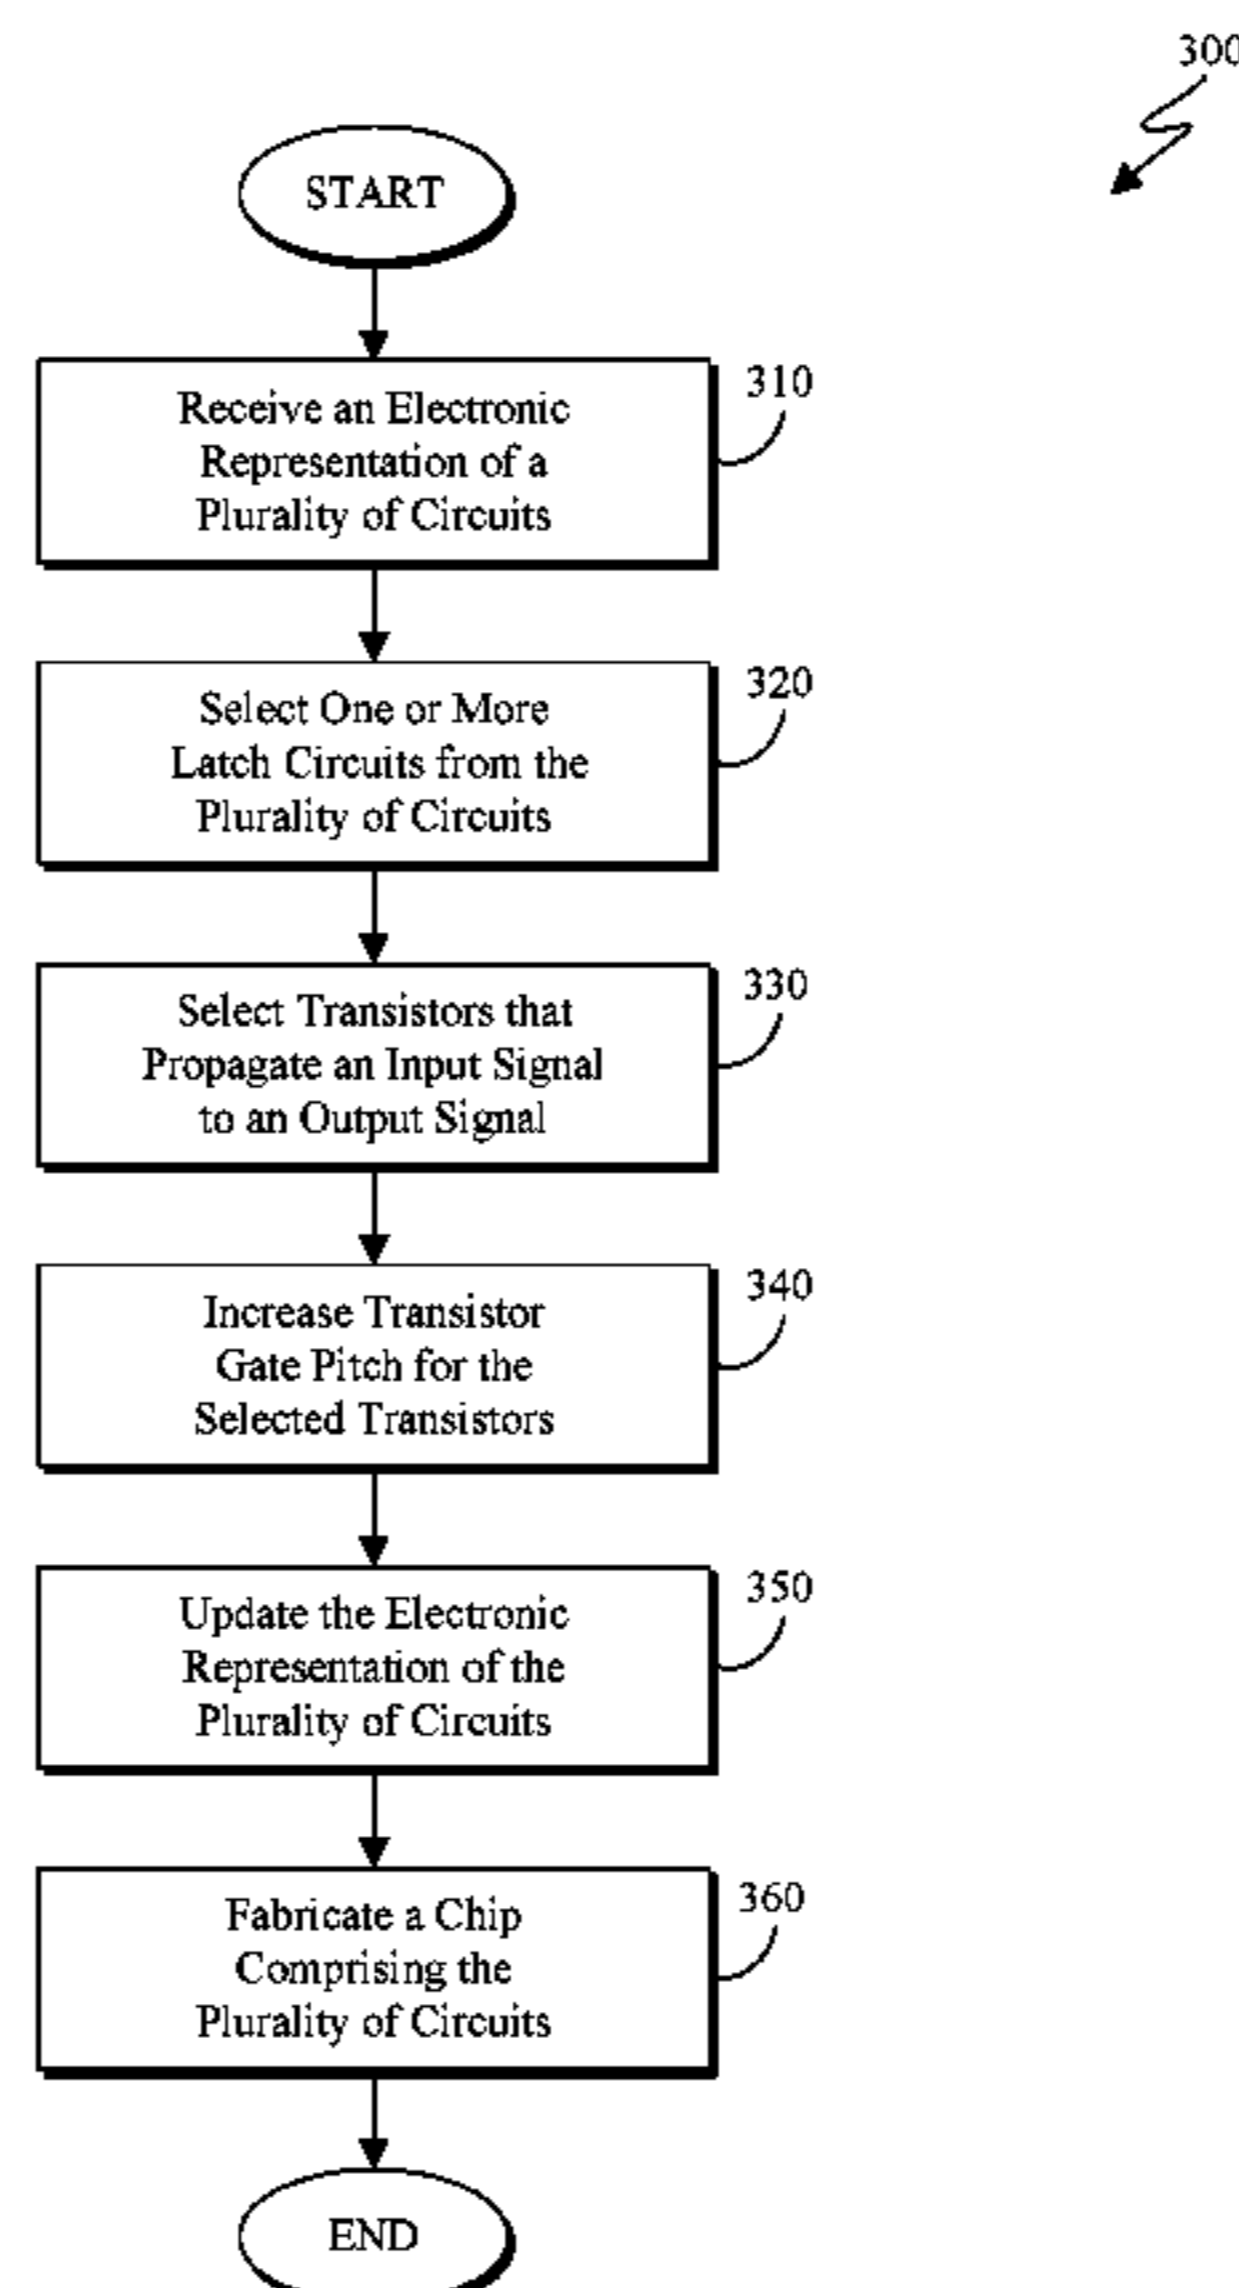 300
START
310
Receive an Electronic
Representation of a
Plurality of Circuits
320
Select One or More
Latch Circuits from the
Plurality of Circuits
330
Select Transistors that
Propagate an Input Signal
to an Output Signal
340
Increase Transistor
Gate Pitch for the
Selected Transistors
350
Update the Electronic
Representation of the
Plurality of Circuits
360
Fabricate a Chip
Comprising the
Plurality of Circuits
END